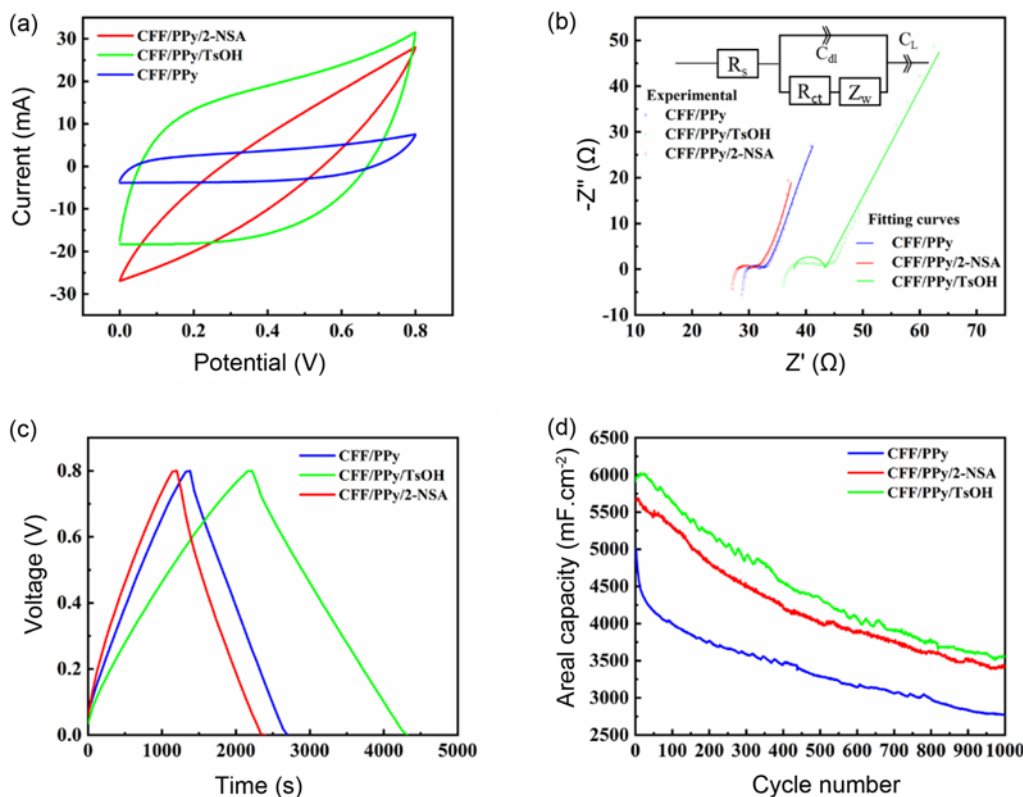 (a)
CFF/PPy/2-NSA
CFF/PPy/TsOH
CFF/PPy
30
20
10
0
-10
-20
-30
Current (mA)
0.0 0.2 0.4 0.6 0.8
Potential (V)
(b)
50
40
30
20
10
0
-10
-Z'' (Ω)
Rs
Cdl
Rct
Zw
CL
Experimental
CFF/PPy
CFF/PPy/TsOH
CFF/PPy/2-NSA
Fitting curves
CFF/PPy
CFF/PPy/2-NSA
CFF/PPy/TsOH
10 20 30 40 50 60 70
Z' (Ω)
(c)
CFF/PPy
CFF/PPy/TsOH
CFF/PPy/2-NSA
0.8
0.6
0.4
0.2
0.0
Voltage (V)
0 1000 2000 3000 4000 5000
Time (s)
(d)
CFF/PPy
CFF/PPy/2-NSA
CFF/PPy/TsOH
6500
6000
5500
5000
4500
4000
3500
3000
2500
Areal capacity (mF.cm-2)
0 100 200 300 400 500 600 700 800 900 1000
Cycle number